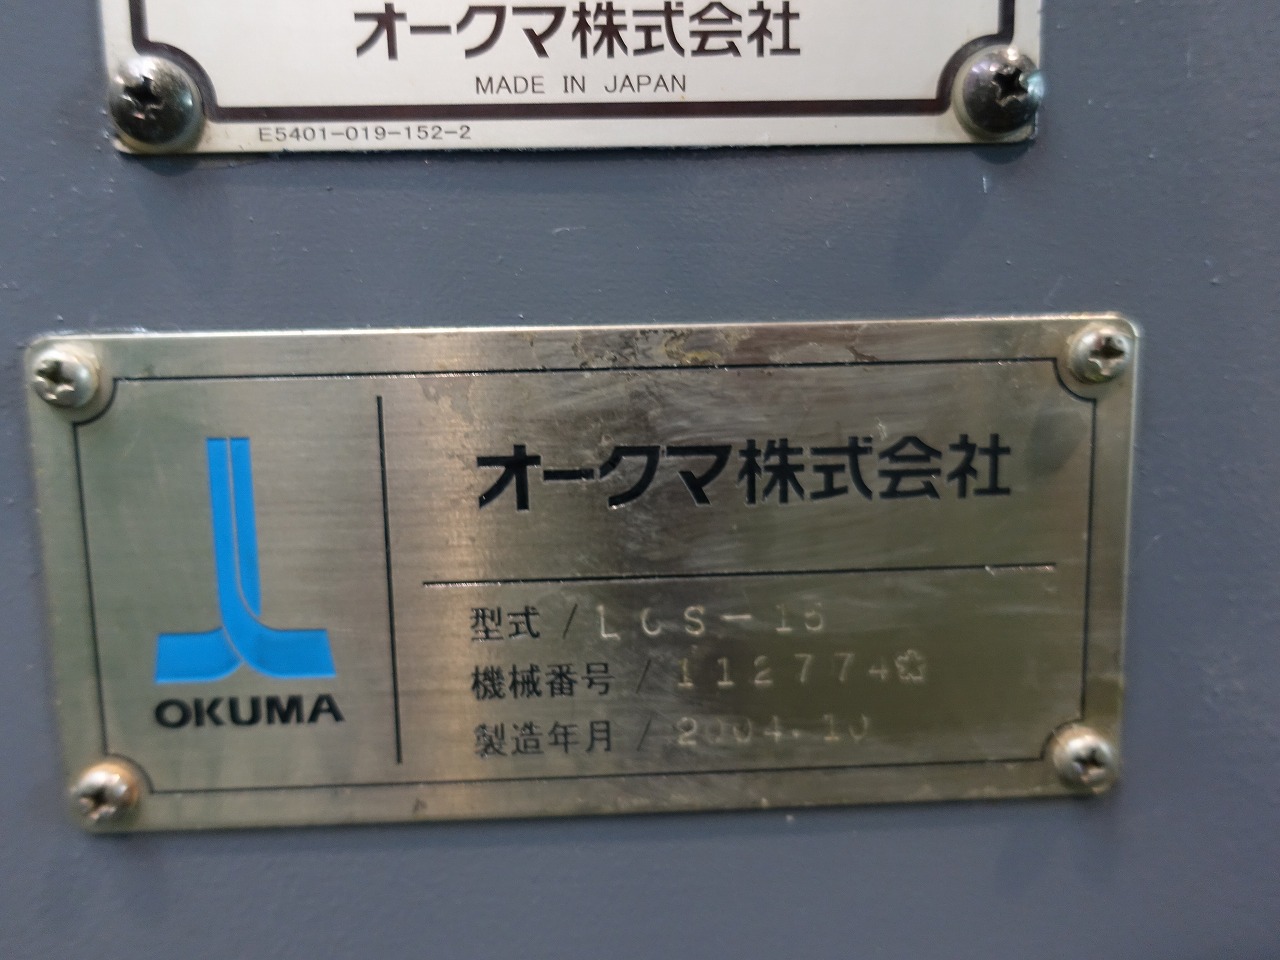 オークマ株式会社
MADE IN JAPAN
E5401-019-152-2
オークマ株式会社
型式 / LCS-15
機械番号 / 112774
製造年月 / 2004.10
OKUMA